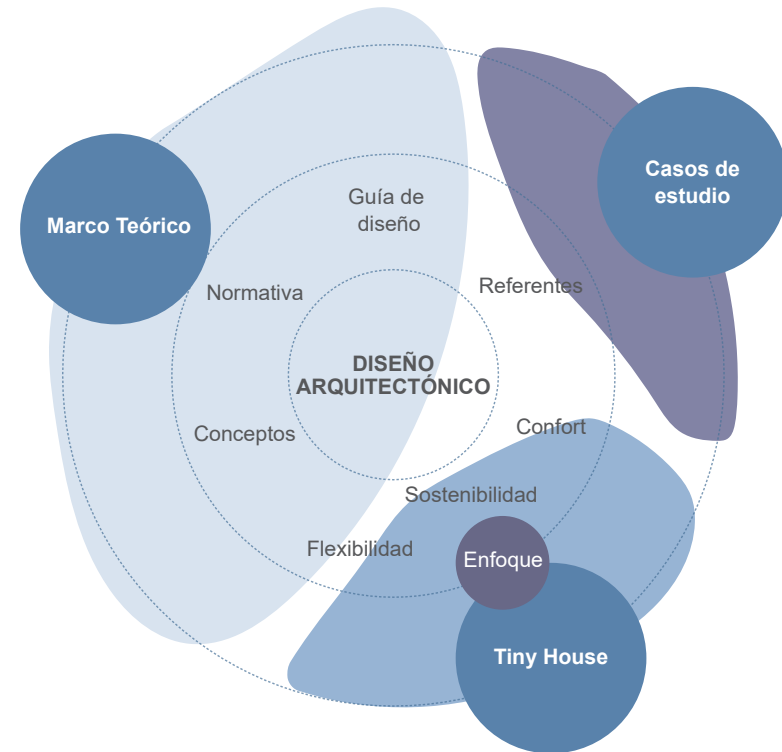 Casos de
estudio
Marco Teórico
Guía de
diseño
Normativa
Referentes
DISEÑO
ARQUITECTÓNICO
Conceptos
Confort
Sostenibilidad
Flexibilidad
Enfoque
Tiny House